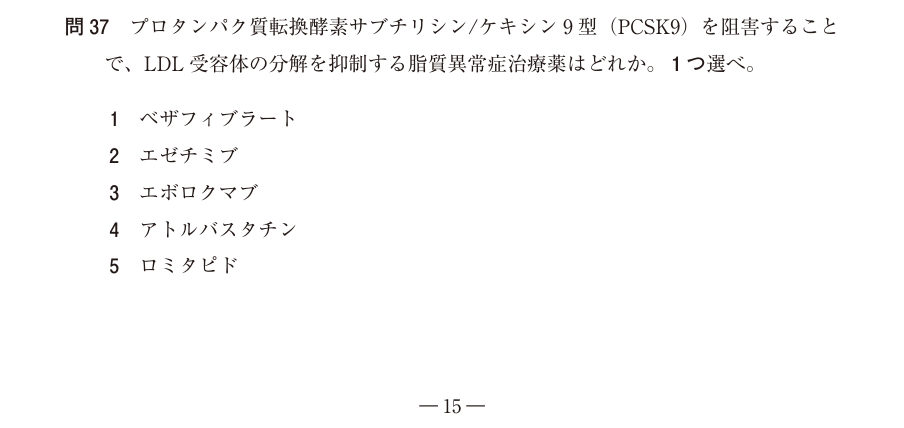 問 37 プロタンパク質転換酵素サブチリシン/ケキシン 9 型（PCSK9）を阻害すること
で、LDL 受容体の分解を抑制する脂質異常症治療薬はどれか。1つ選べ。
1 ベザフィブラート
2 エゼチミブ
3 エボロクマブ
4 アトルバスタチン
5 ロミタピド
― 15 ―